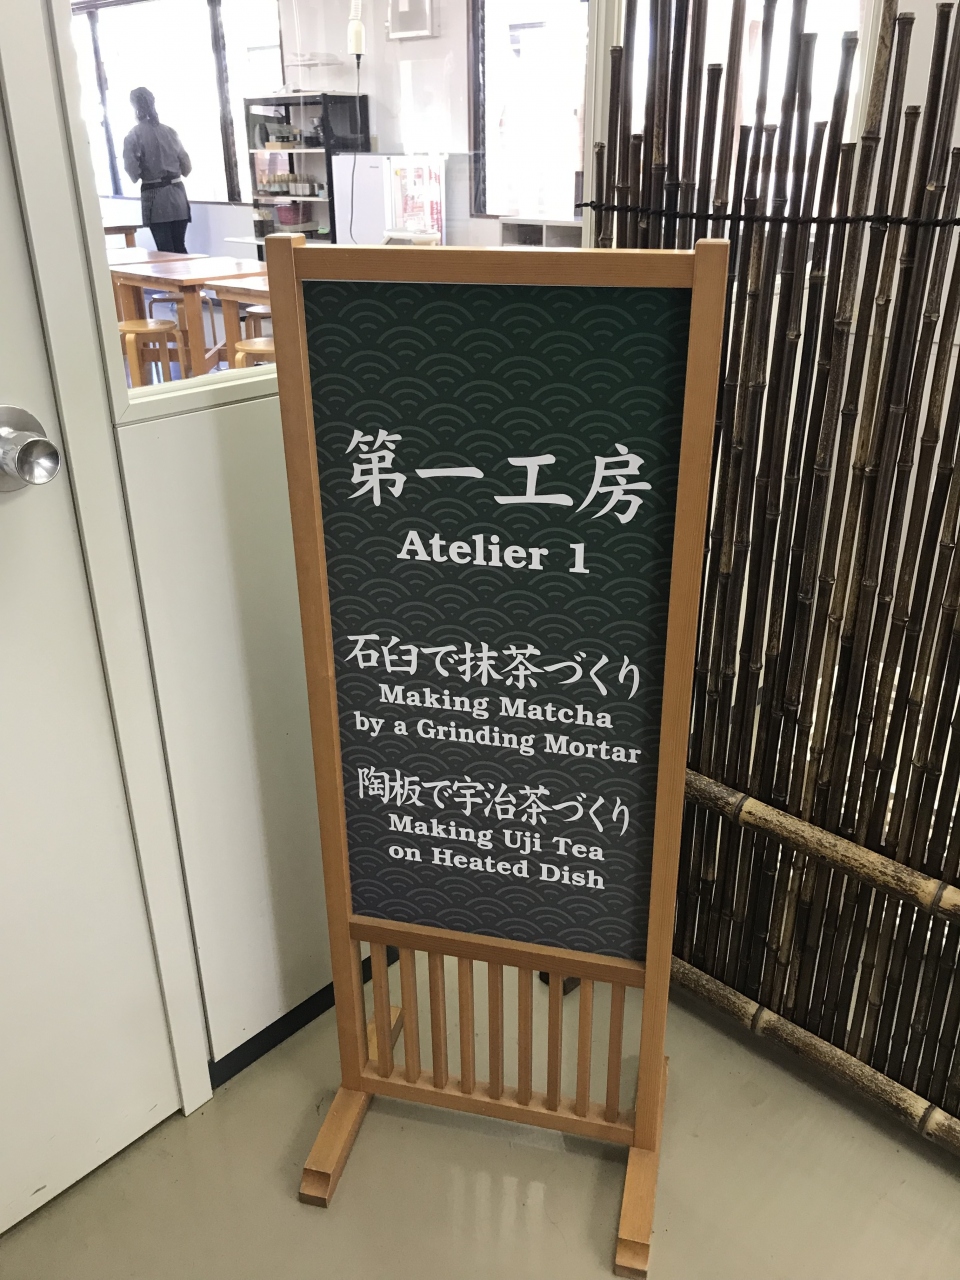 第一工房
Atelier 1
石臼で抹茶づくり
Making Matcha
by a Grinding Mortar
陶板で宇治茶づくり
Making Uji Tea
on Heated Dish